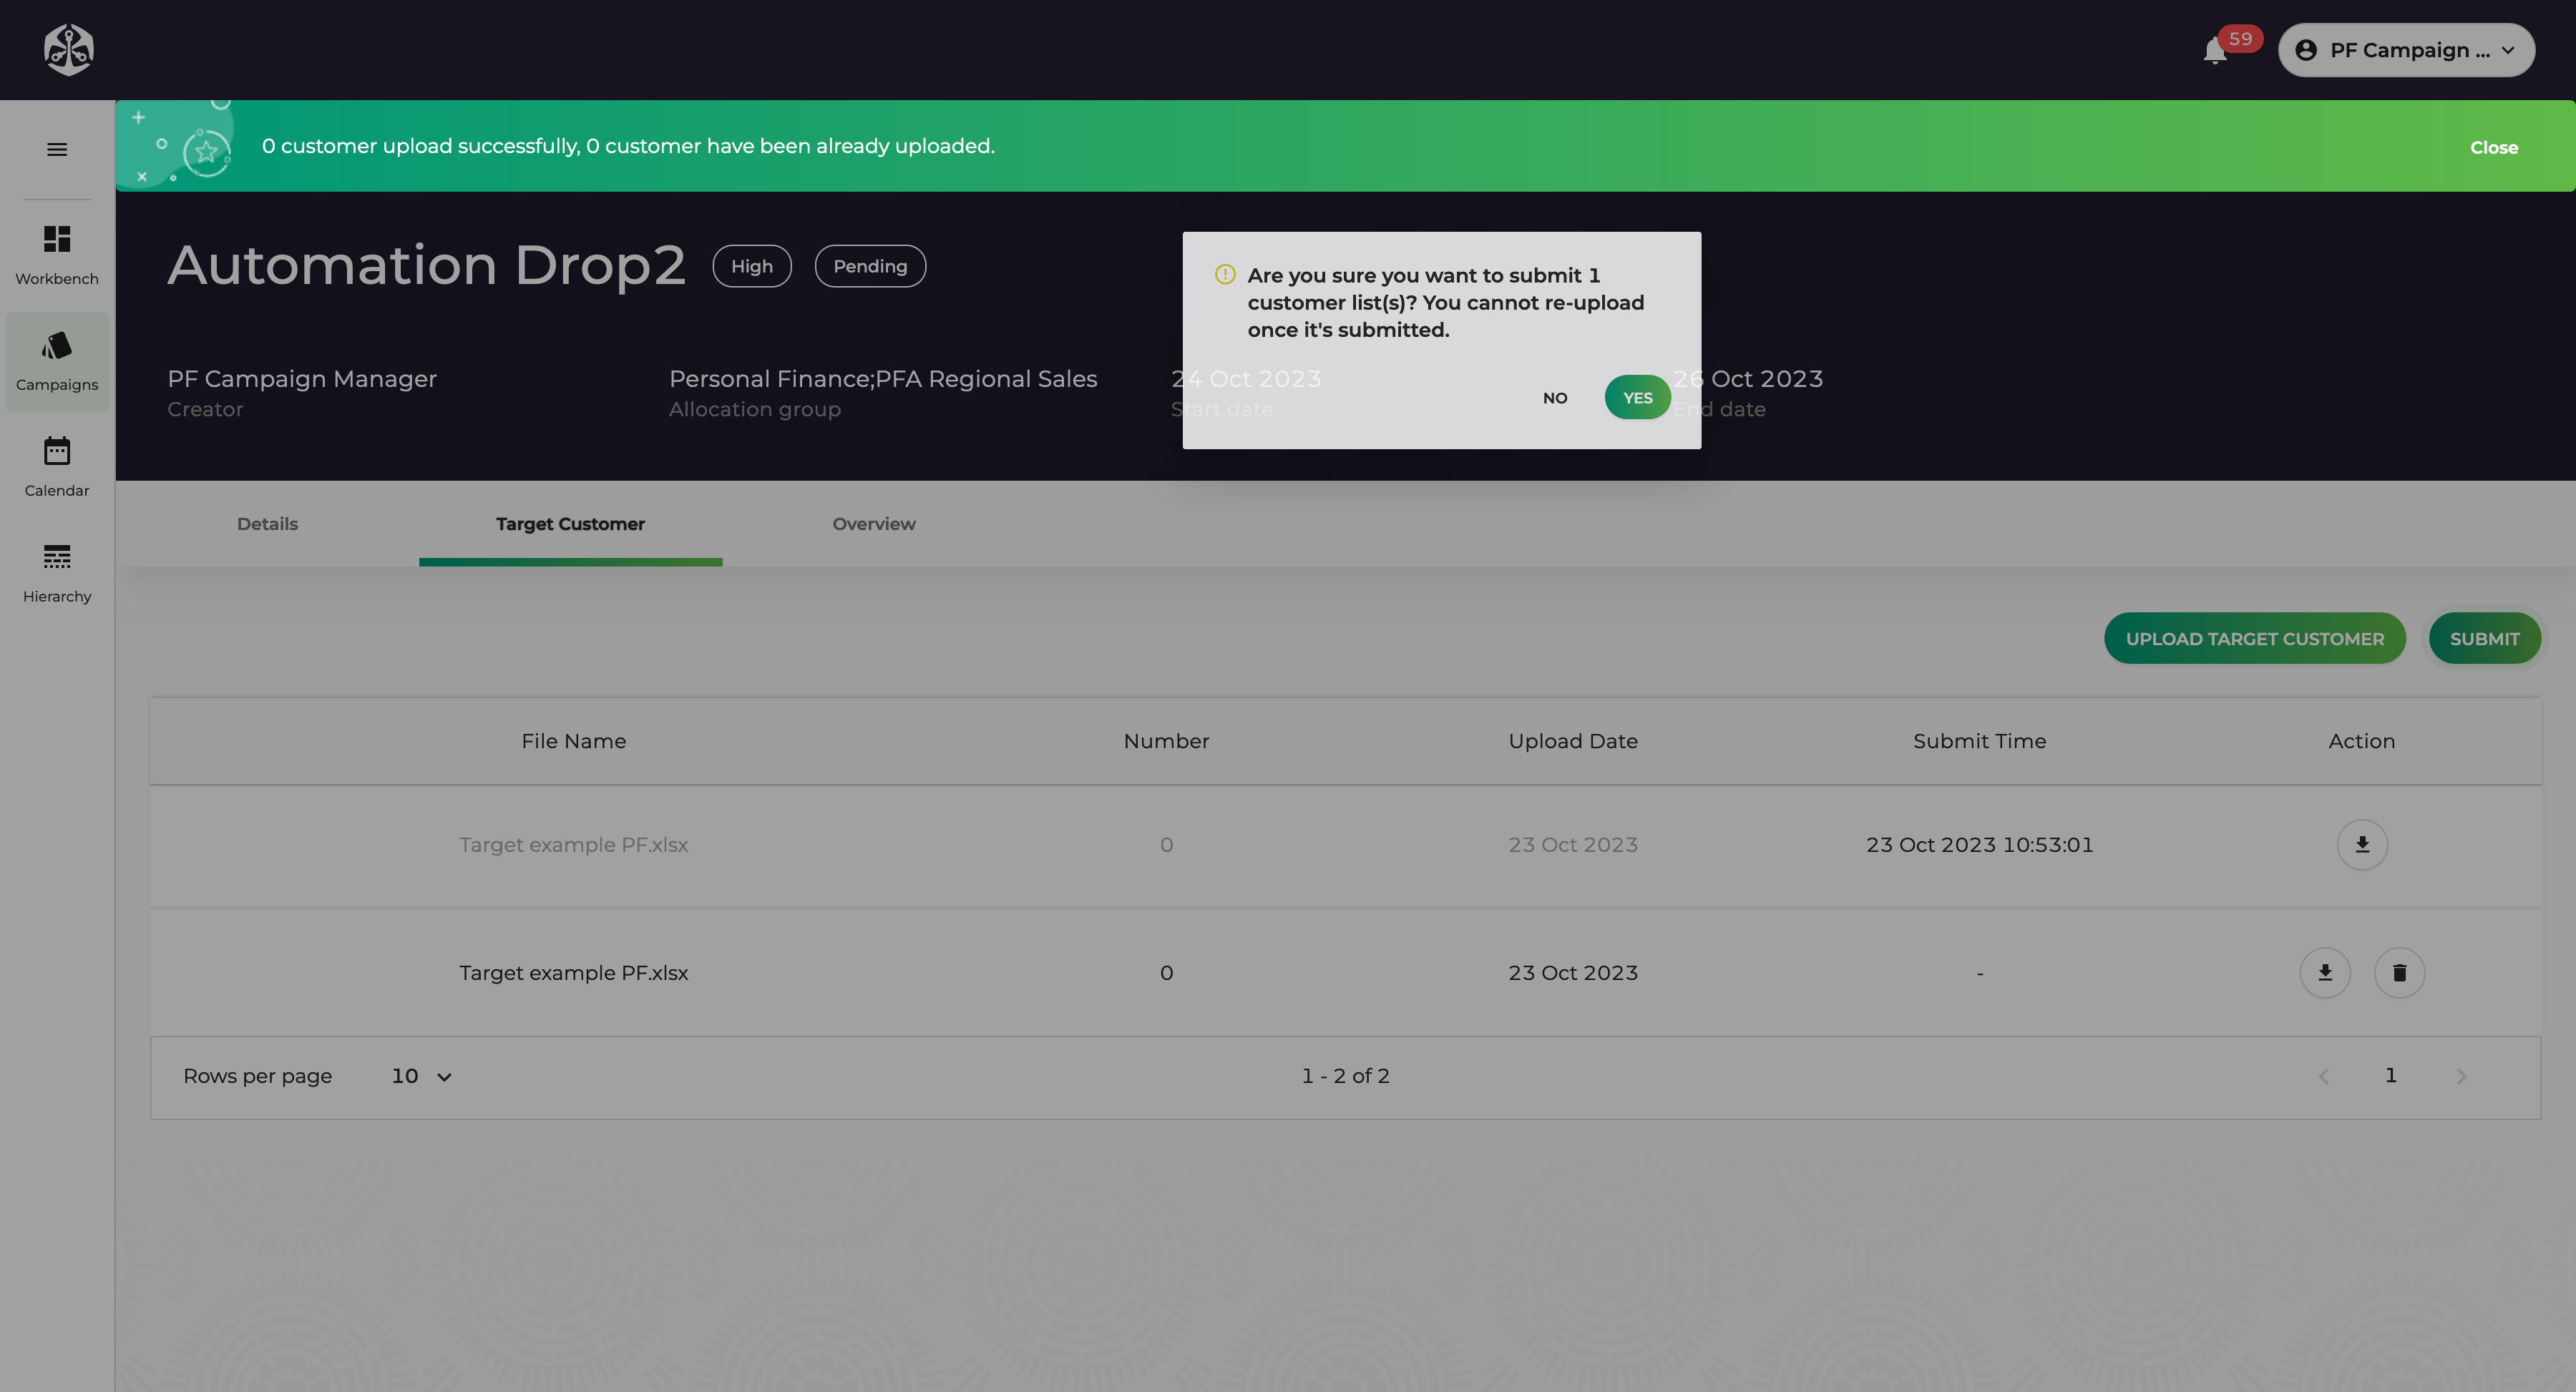 59
PF Campaign ...
0 customer upload successfully, 0 customer have been already uploaded.
Close
Workbench
Campaigns
Calendar
Hierarchy
Automation Drop2
High
Pending
Are you sure you want to submit 1
customer list(s)? You cannot re-upload
once it's submitted.
NO
YES
PF Campaign Manager
Creator
Personal Finance;PFA Regional Sales
Allocation group
24 Oct 2023
Start date
26 Oct 2023
End date
Details
Target Customer
Overview
UPLOAD TARGET CUSTOMER
SUBMIT
File Name
Number
Upload Date
Submit Time
Action
Target example PF.xlsx
0
23 Oct 2023
23 Oct 2023 10:53:01
Target example PF.xlsx
0
23 Oct 2023
-
Rows per page
10
1 - 2 of 2
1